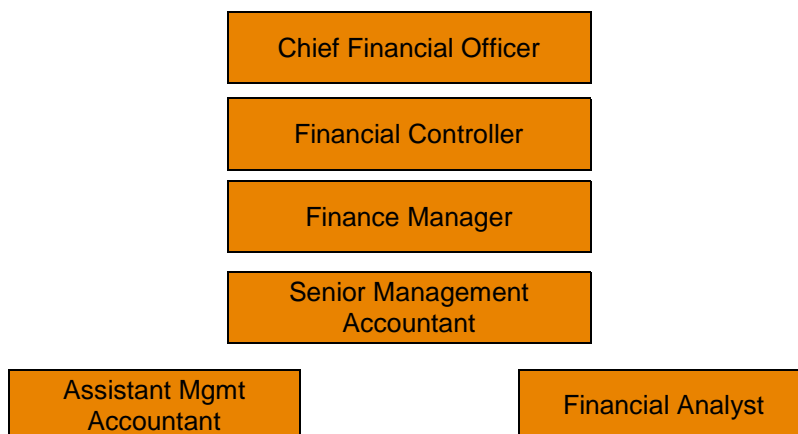 Chief Financial Officer
Financial Controller
Finance Manager
Senior Management
Accountant
Assistant Mgmt
Accountant
Financial Analyst